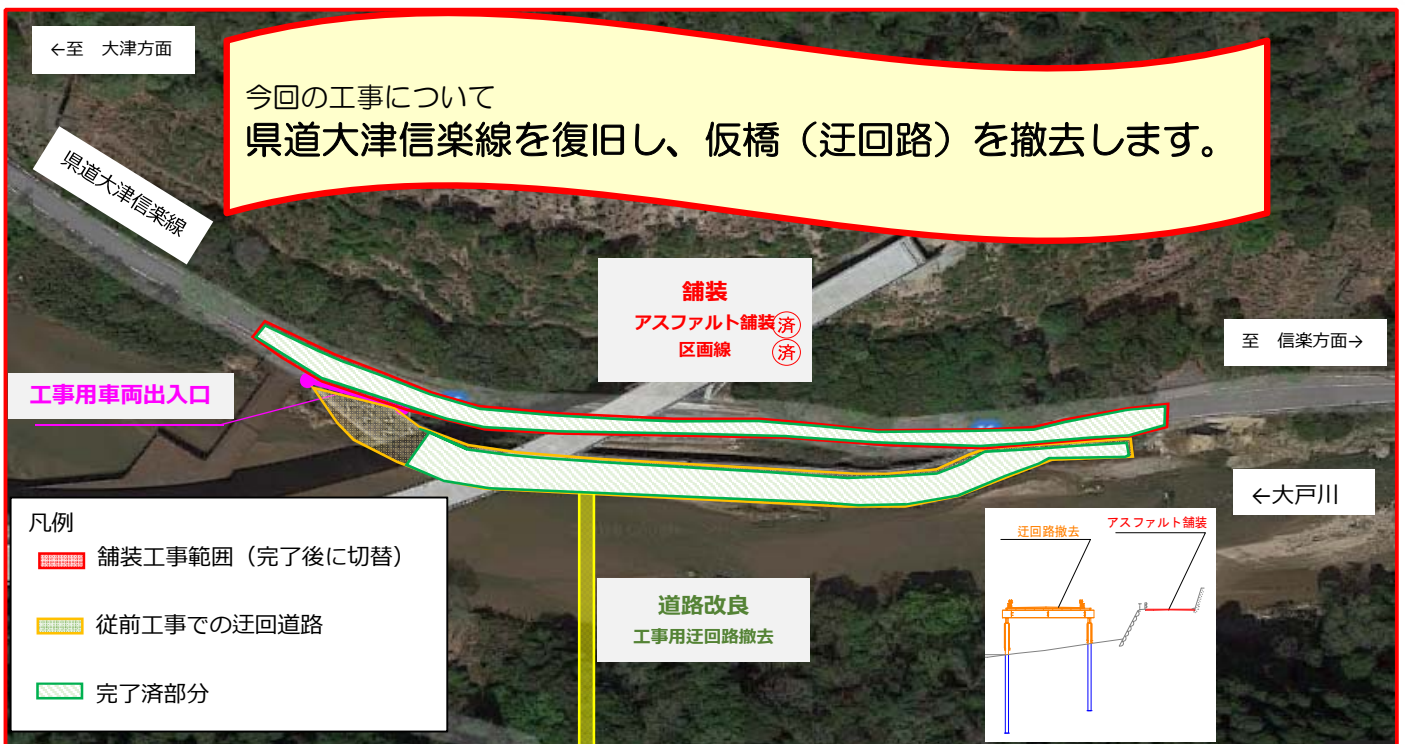 ←至　大津方面
今回の工事について
県道大津信楽線を復旧し、仮橋（迂回路）を撤去します。
県道大津信楽線
舗装
アスファルト舗装㊮
区画線　済
至　信楽方面→
工事用車両出入口
←大戸川
凡例
舗装工事範囲（完了後に切替）
従前工事での迂回道路
完了済部分
道路改良
工事用迂回路撤去
迂回路撤去
アスファルト舗装